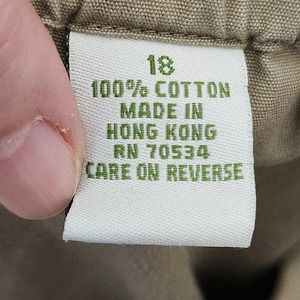 18
100% COTTON
MADE IN
HONG KONG
RN 70534
CARE ON REVERSE